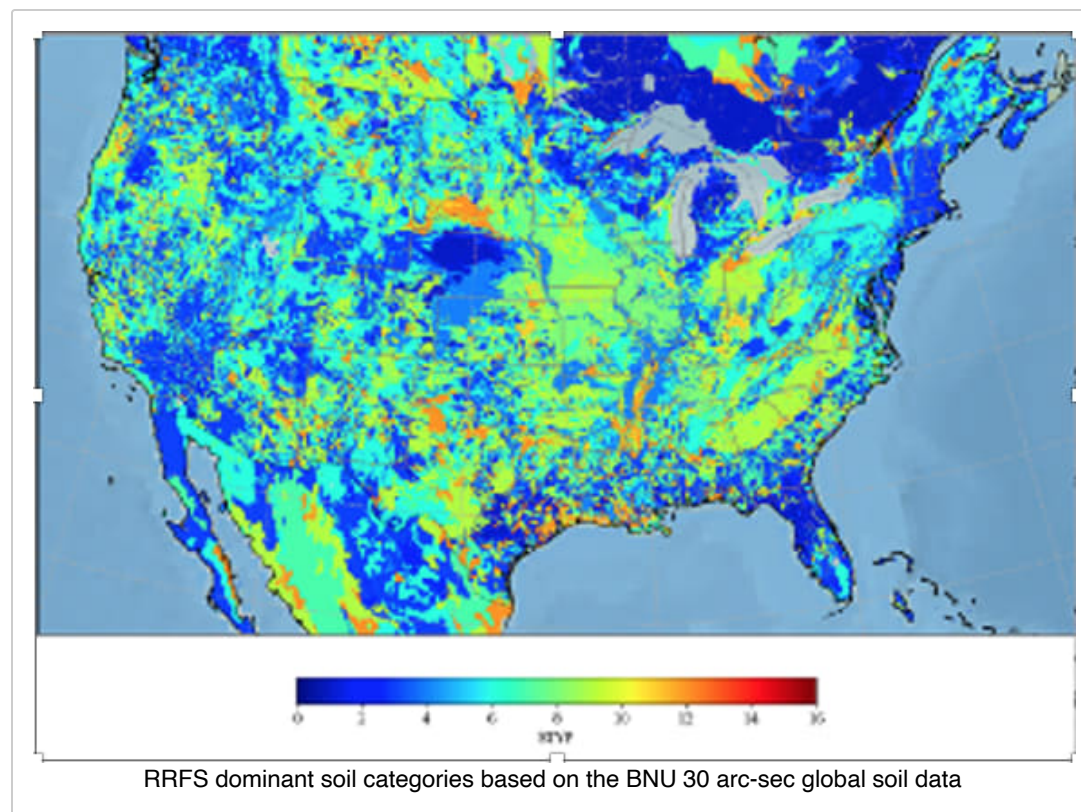 0 2 4 6 8 10 12 14 16
STYP
RRFS dominant soil categories based on the BNU 30 arc-sec global soil data